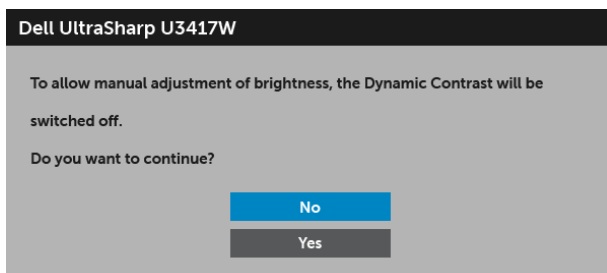 Dell UltraSharp U3417W
To allow manual adjustment of brightness, the Dynamic Contrast will be
switched off.
Do you want to continue?
No
Yes